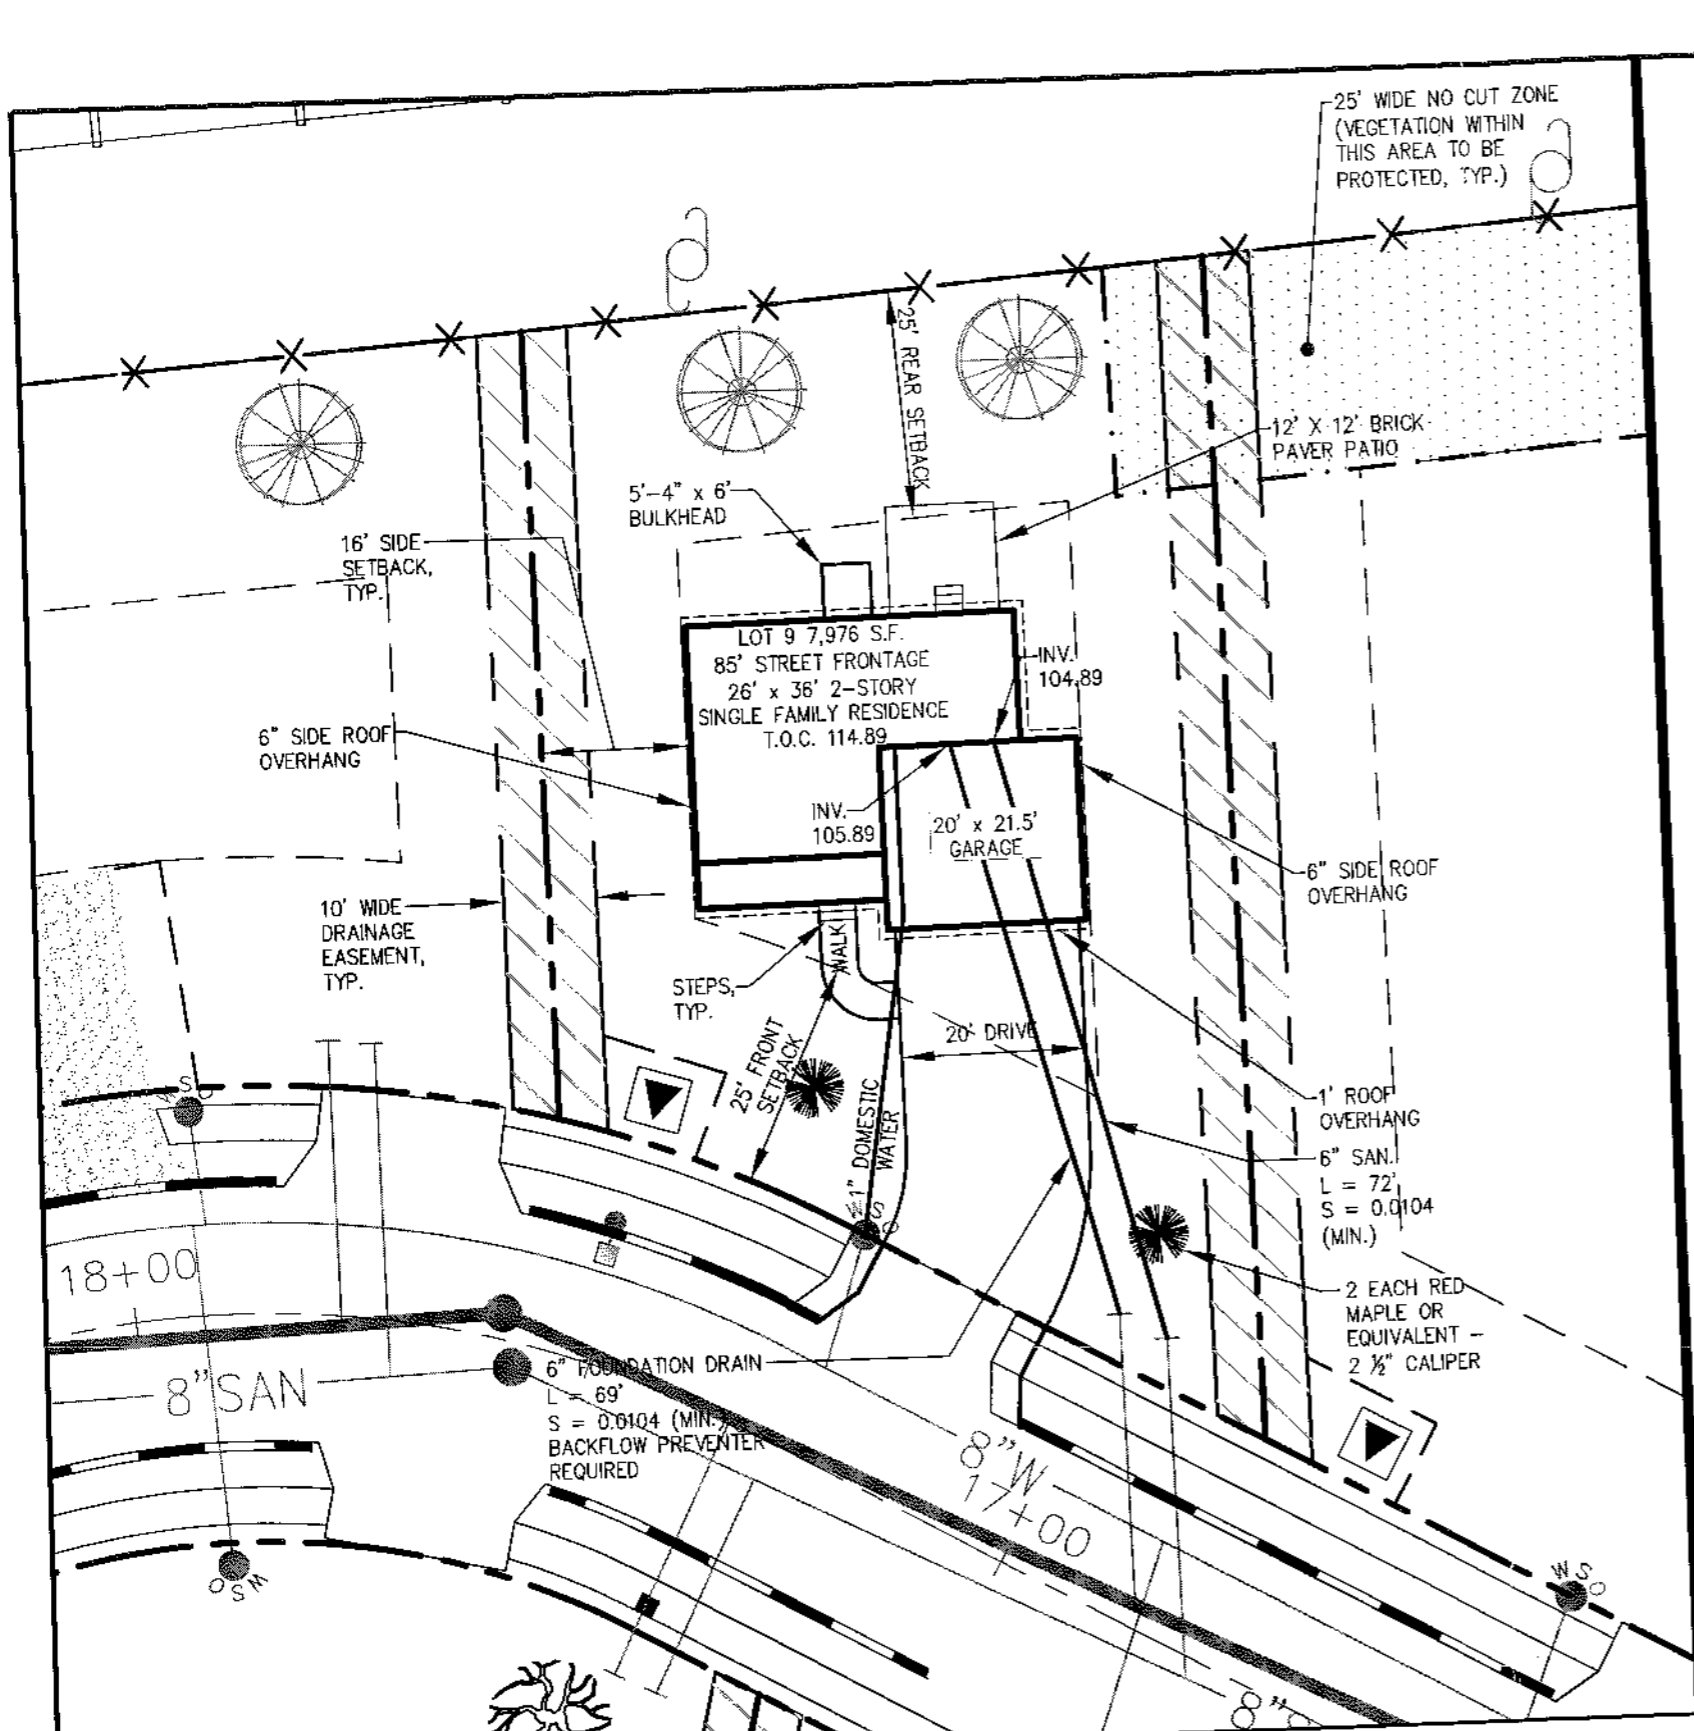 25' WIDE NO CUT ZONE
(VEGETATION WITHIN
THIS AREA TO BE
PROTECTED, TYP.)
25' REAR SETBACK
12' X 12' BRICK
PAVER PATIO
5'-4" x 6'
BULKHEAD
16' SIDE
SETBACK,
TYP.
LOT 9 7,976 S.F.
85' STREET FRONTAGE
26' x 36' 2-STORY
SINGLE FAMILY RESIDENCE
T.O.C. 114.89
INV.
104.89
6" SIDE ROOF
OVERHANG
INV.
105.89
20' x 21.5'
GARAGE
6" SIDE ROOF
OVERHANG
10' WIDE
DRAINAGE
EASEMENT,
TYP.
WALK
STEPS,
TYP.
25' FRONT
SETBACK
20' DRIVE
1" DOMESTIC
WATER
1' ROOF
OVERHANG
6" SAN.
L = 72'
S = 0.0104
(MIN.)
WSO
WSO
18+00
2 EACH RED
MAPLE OR
EQUIVALENT -
2 ½" CALIPER
8"SAN
6" FOUNDATION DRAIN
L = 69'
S = 0.0104 (MIN.)
BACKFLOW PREVENTER
REQUIRED
8"W
17+00
WSO
WSO